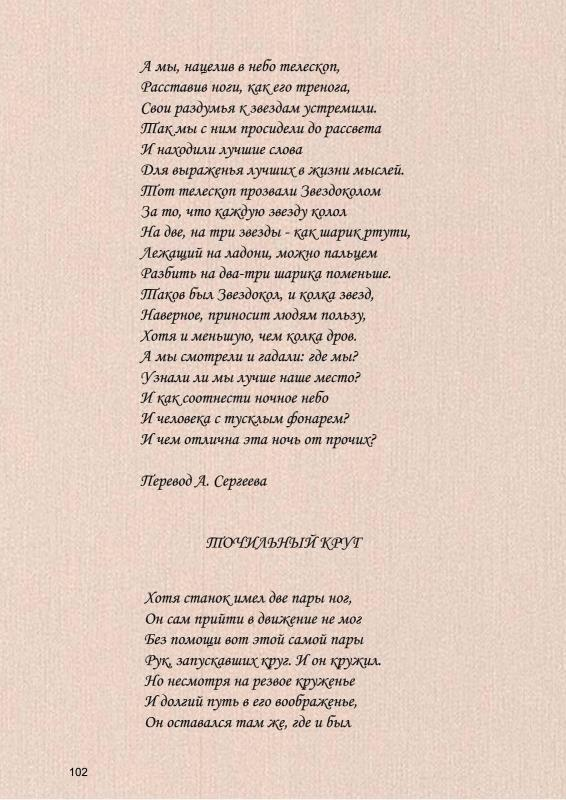 А мы, нацелив в небо телескоп,
Расставив ноги, как его тренога,
Свои раздумья к звездам устремили.
Так мы с ним просидели до рассвета
И находили лучшие слова
Для выраженья лучших в жизни мыслей.
Тот телескоп прозвали Звездоколом
За то, что каждую звезду колол
На две, на три звезды - как шарик ртути,
Лежащий на ладони, можно пальцем
Разбить на два-три шарика поменьше.
Таков был Звездокол, и колка звезд,
Наверное, приносит людям пользу,
Хотя и меньшую, чем колка дров.
А мы смотрели и гадали: где мы?
Узнали ли мы лучше наше место?
И как соотнести ночное небо
И человека с тусклым фонарем?
И чем отлична эта ночь от прочих?
Перевод А. Сергеева
ТОЧИЛЬНЫЙ КРУГ
Хотя станок имел две пары ног,
Он сам прийти в движение не мог
Без помощи вот этой самой пары
Рук, запускавших круг. И он кружил.
Но несмотря на резвое круженье
И долгий путь в его воображенье,
Он оставался там же, где и был
102